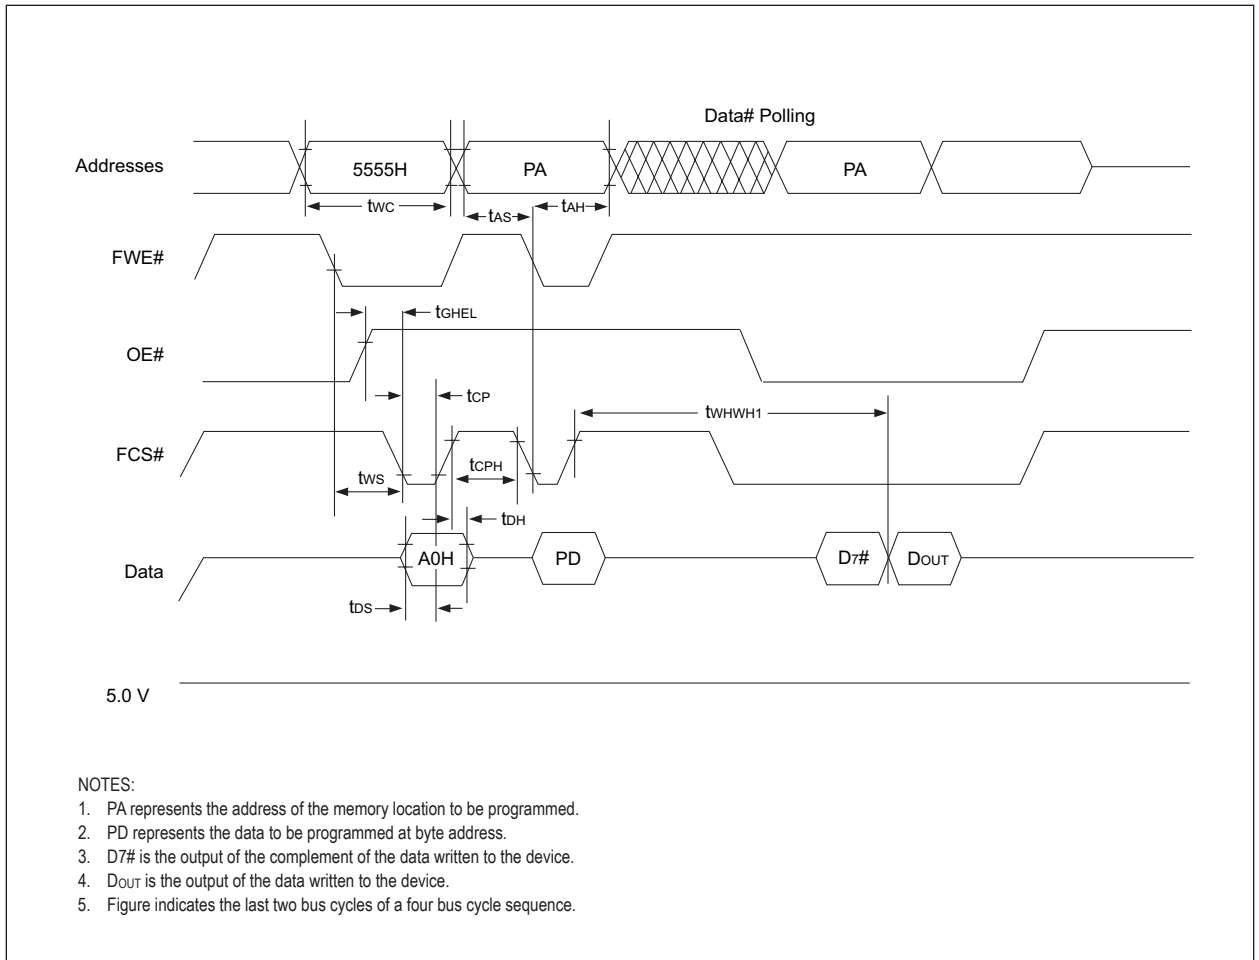 Data# Polling
Addresses
5555H
PA
PA
tWC
tAS
tAH
FWE#
tGHEL
OE#
tCP
tWHWH1
FCS#
tCPH
tWS
tDH
A0H
PD
D7#
DOUT
Data
tDS
5.0 V
NOTES:
1. PA represents the address of the memory location to be programmed.
2. PD represents the data to be programmed at byte address.
3. D7# is the output of the complement of the data written to the device.
4. DOUT is the output of the data written to the device.
5. Figure indicates the last two bus cycles of a four bus cycle sequence.